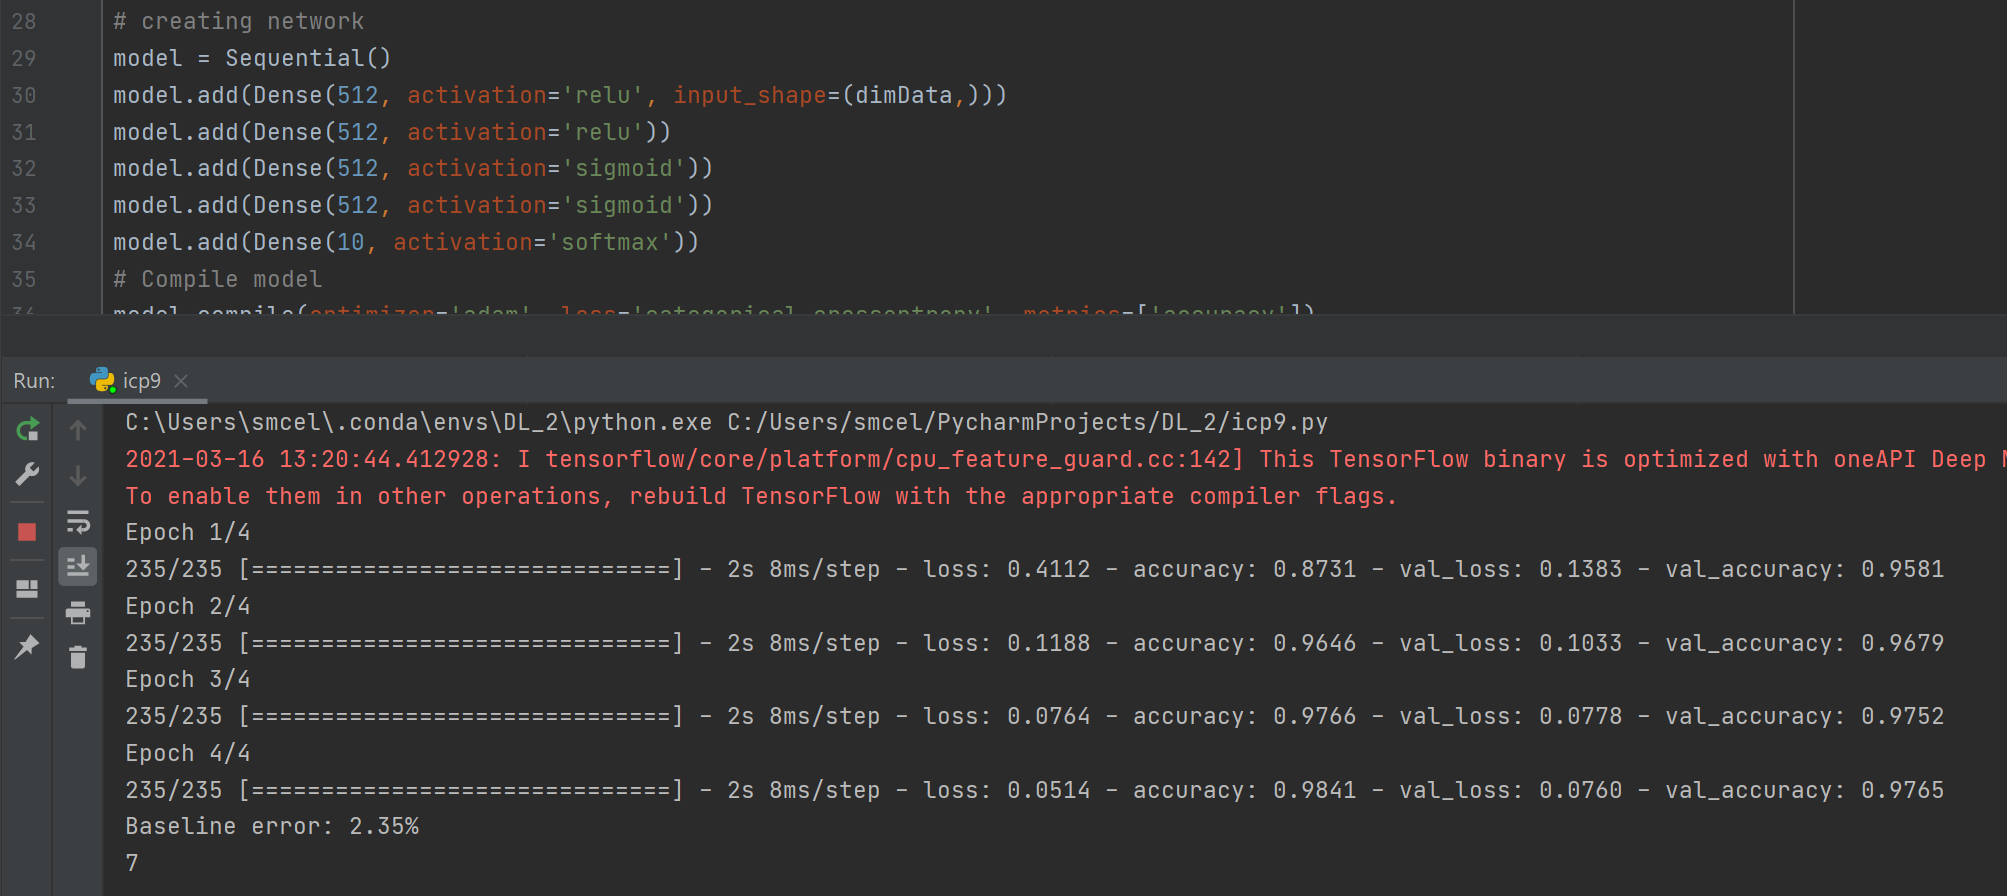 28 # creating network
29 model = Sequential()
30 model.add(Dense(512, activation='relu', input_shape=(dimData,)))
31 model.add(Dense(512, activation='relu'))
32 model.add(Dense(512, activation='sigmoid'))
33 model.add(Dense(512, activation='sigmoid'))
34 model.add(Dense(10, activation='softmax'))
35 # Compile model
36 model.compile(optimizer='adam', loss='categorical_crossentropy', metrics=['accuracy'])
Run: icp9
C:\Users\smcel\.conda\envs\DL_2\python.exe C:/Users/smcel/PycharmProjects/DL_2/icp9.py
2021-03-16 13:20:44.412928: I tensorflow/core/platform/cpu_feature_guard.cc:142] This TensorFlow binary is optimized with oneAPI Deep
To enable them in other operations, rebuild TensorFlow with the appropriate compiler flags.
Epoch 1/4
235/235 [==============================] - 2s 8ms/step - loss: 0.4112 - accuracy: 0.8731 - val_loss: 0.1383 - val_accuracy: 0.9581
Epoch 2/4
235/235 [==============================] - 2s 8ms/step - loss: 0.1188 - accuracy: 0.9646 - val_loss: 0.1033 - val_accuracy: 0.9679
Epoch 3/4
235/235 [==============================] - 2s 8ms/step - loss: 0.0764 - accuracy: 0.9766 - val_loss: 0.0778 - val_accuracy: 0.9752
Epoch 4/4
235/235 [==============================] - 2s 8ms/step - loss: 0.0514 - accuracy: 0.9841 - val_loss: 0.0760 - val_accuracy: 0.9765
Baseline error: 2.35%
7